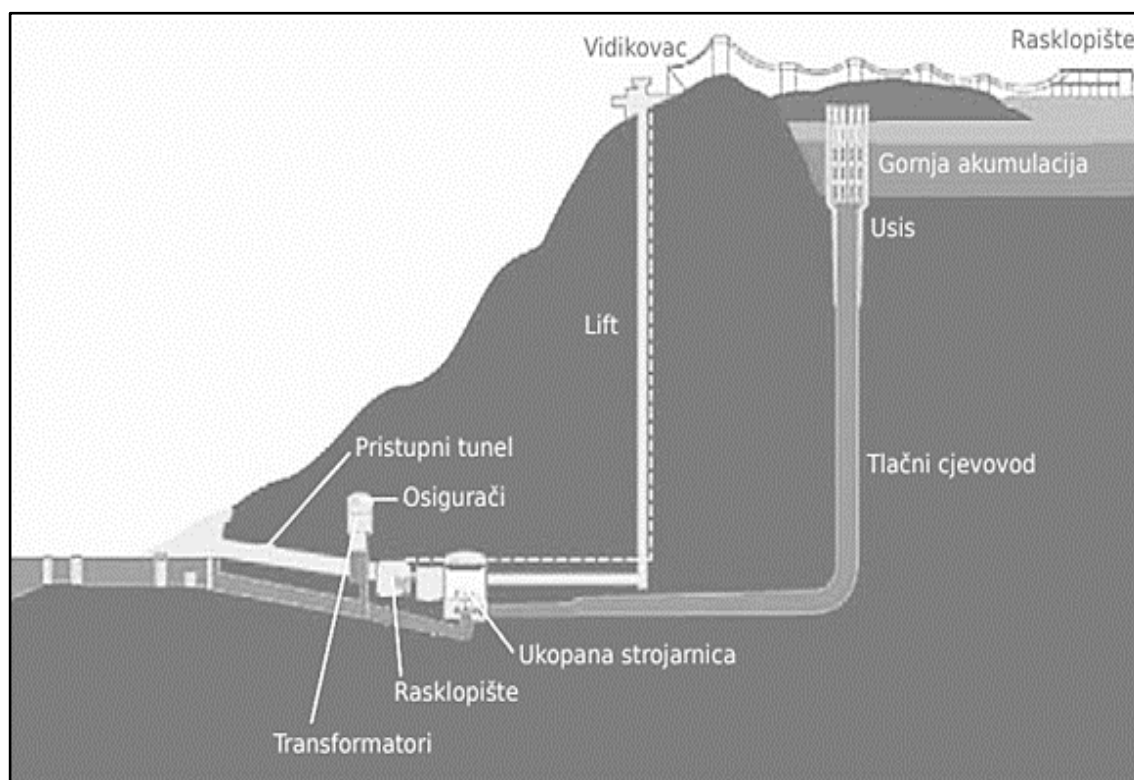 Vidikovac
Rasklopište
Gornja akumulacija
Usis
Lift
Tlačni cjevovod
Pristupni tunel
Osigurači
Ukopana strojarnica
Rasklopište
Transformatori